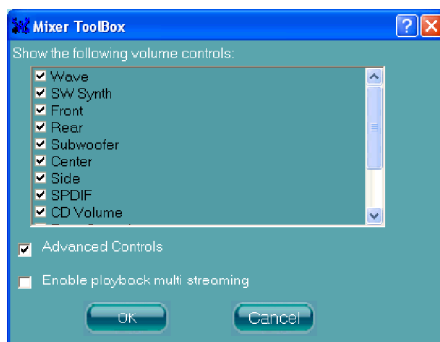 Mixer ToolBox
Show the following volume controls:
Wave
SW Synth
Front
Rear
Subwoofer
Center
Side
SPDIF
CD Volume
Advanced Controls
Enable playback multi streaming
OK
Cancel